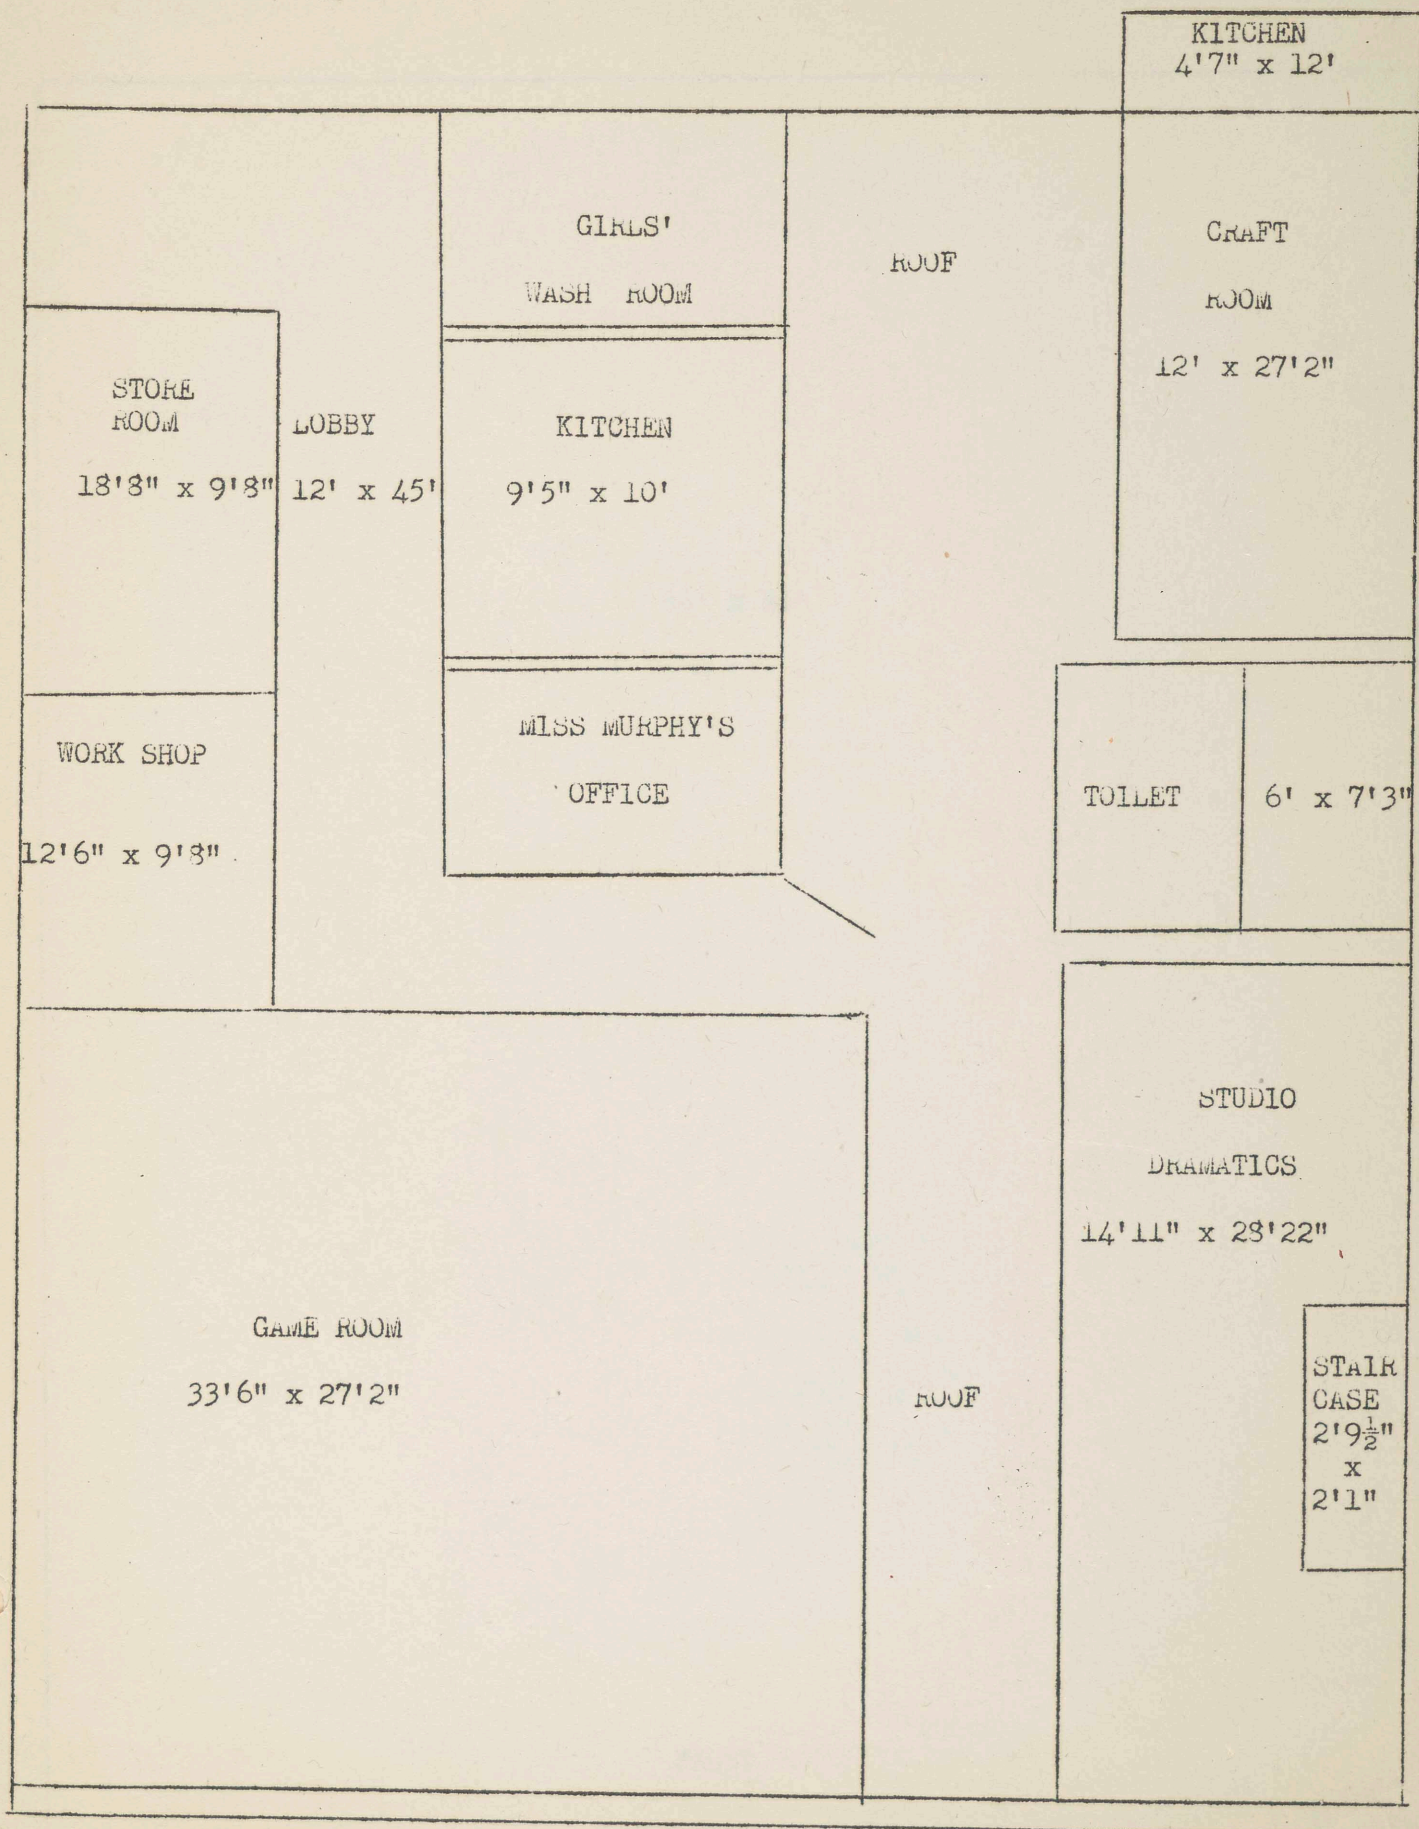 KITCHEN
4'7" x 12'
GIRLS'
WASH ROOM
ROOF
CRAFT
ROOM
12' x 27'2"
STORE
ROOM
18'8" x 9'8"
LOBBY
12' x 45'
KITCHEN
9'5" x 10'
WORK SHOP
12'6" x 9'8"
MISS MURPHY'S
OFFICE
TOILET
6' x 7'3"
STUDIO
DRAMATICS
14'11" x 28'22"
GAME ROOM
33'6" x 27'2"
ROOF
STAIR
CASE
2'9½"
x
2'1"